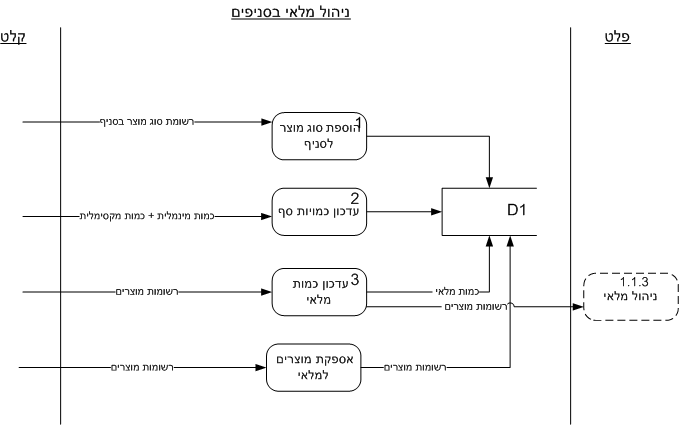 ניהול מלאי בסניפים
קלט
פלט
רשומת סוג מוצר בסניף
1
הוספת סוג מוצר
לסניף
כמות מינמלית + כמות מקסימלית
2
עדכון כמויות סף
D1
רשומות מוצרים
3
עדכון כמות
מלאי
כמות מלאי
רשומות מוצרים
1.1.3
ניהול מלאי
רשומות מוצרים
אספקת מוצרים
למלאי
רשומות מוצרים